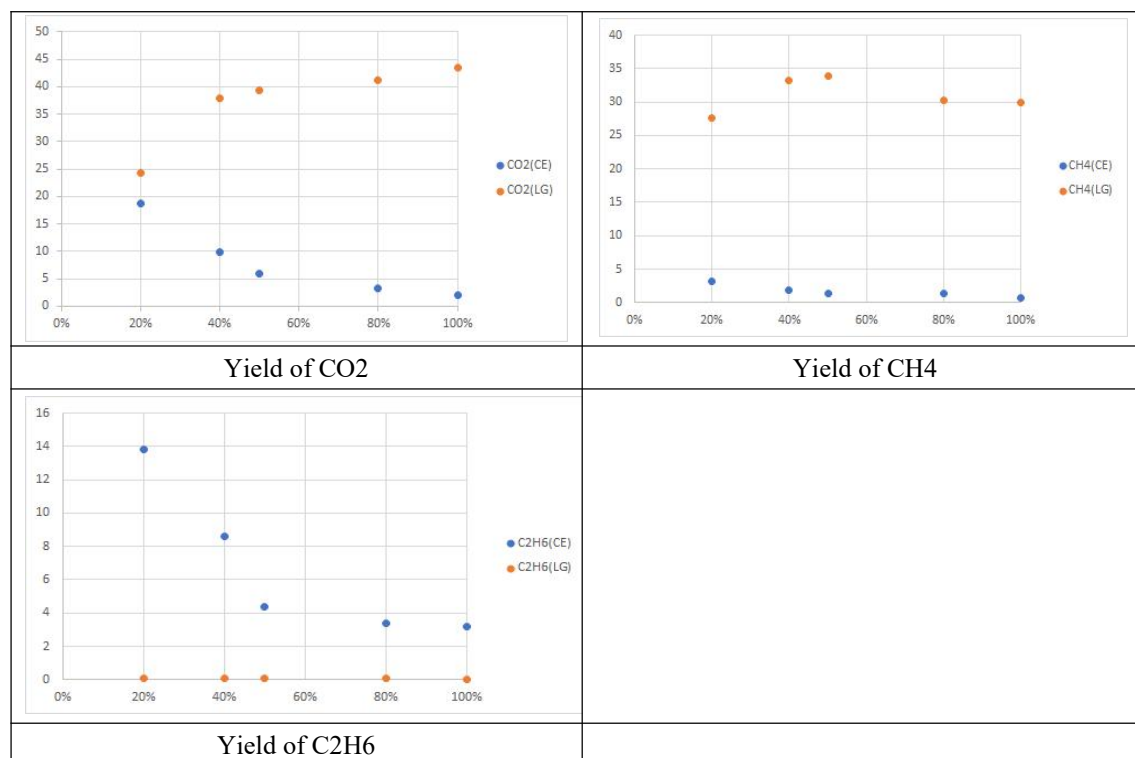 50
45
40
35
30
25
20
15
10
5
0
0% 20% 40% 60% 80% 100%
CO2(CE)
CO2(LG)
Yield of CO2
40
35
30
25
20
15
10
5
0
0% 20% 40% 60% 80% 100%
CH4(CE)
CH4(LG)
Yield of CH4
16
14
12
10
8
6
4
2
0
0% 20% 40% 60% 80% 100%
C2H6(CE)
C2H6(LG)
Yield of C2H6